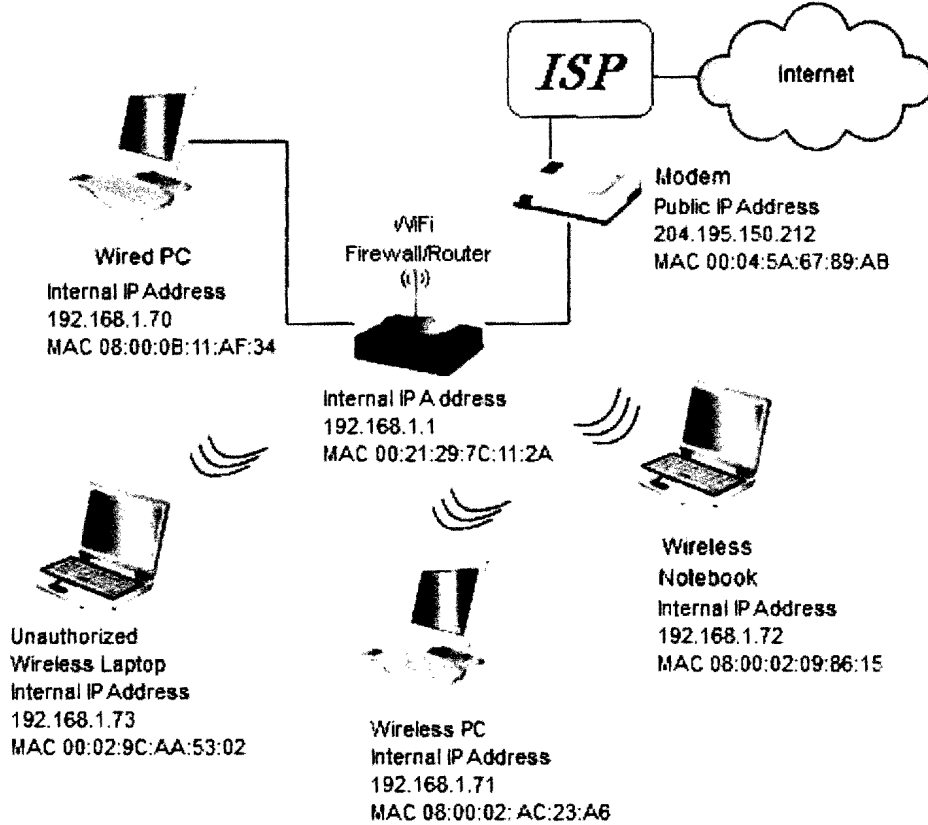 ISP
Internet
Modem
Public IP Address
204.195.150.212
MAC 00:04:5A:67:89:AB
WiFi
Firewall/Router
Wired PC
Internal IP Address
192.168.1.70
MAC 08:00:0B:11:AF:34
Internal IP Address
192.168.1.1
MAC 00:21:29:7C:11:2A
Wireless
Notebook
Internal IP Address
192.168.1.72
MAC 08:00:02:09:86:15
Unauthorized
Wireless Laptop
Internal IP Address
192.168.1.73
MAC 00:02:9C:AA:53:02
Wireless PC
Internal IP Address
192.168.1.71
MAC 08:00:02: AC:23:A6